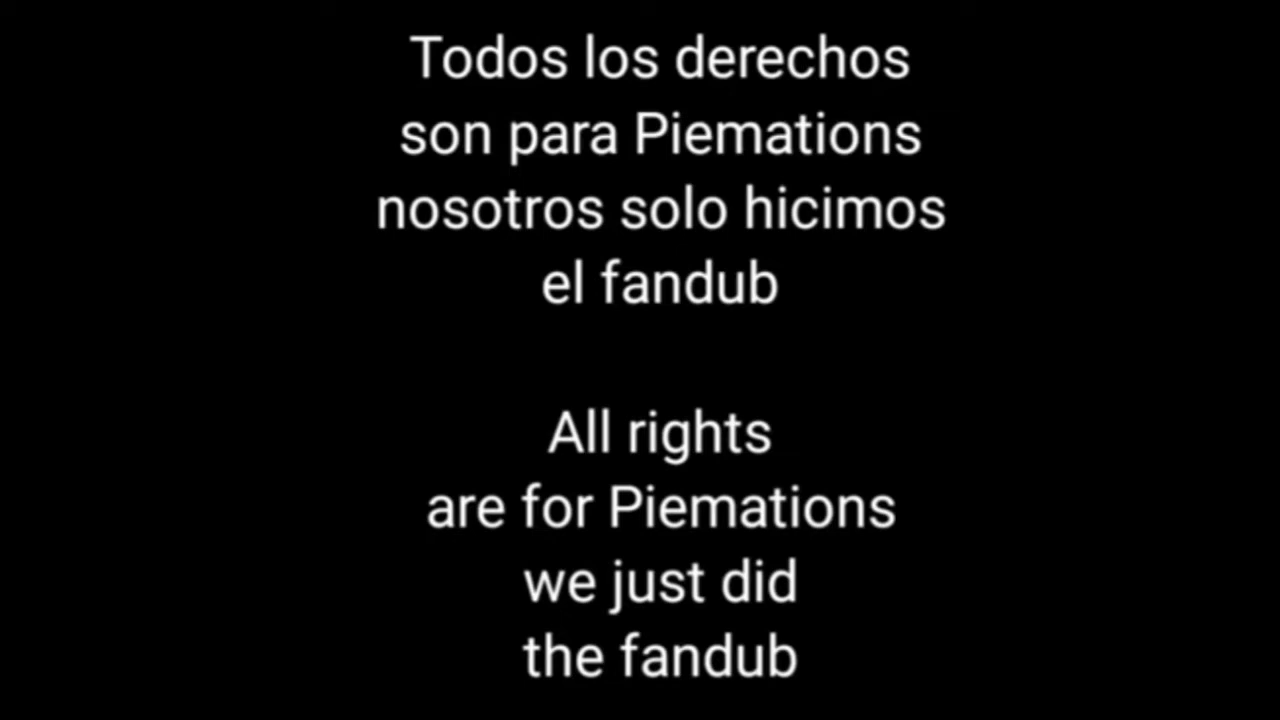 Todos los derechos
son para Piemations
nosotros solo hicimos
el fandub
All rights
are for Piemations
we just did
the fandub